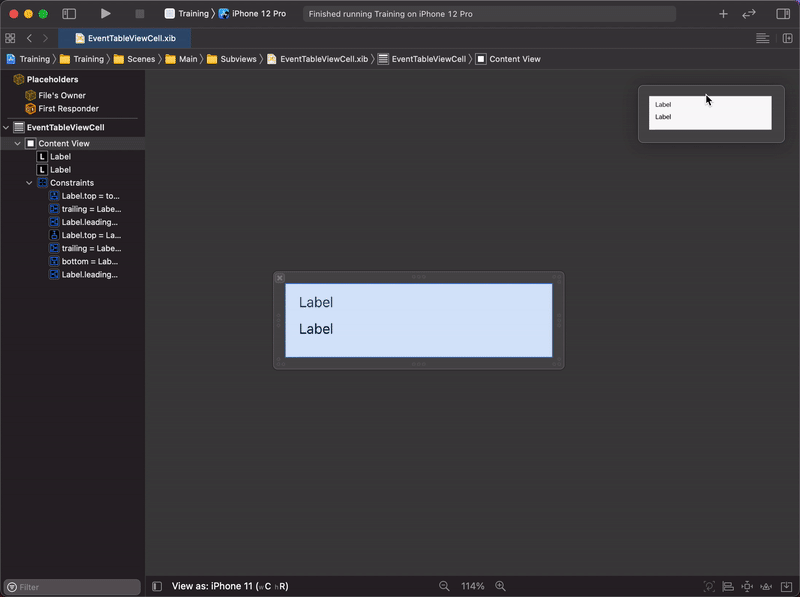 Training > iPhone 12 Pro
Finished running Training on iPhone 12 Pro
EventTableViewCell.xib
Training > Training > Scenes > Main > Subviews > EventTableViewCell.xib > EventTableViewCell > Content View
Placeholders
File's Owner
First Responder
EventTableViewCell
Content View
L Label
L Label
Constraints
Label.top = to...
trailing = Labe...
Label.leading...
Label.top = La...
trailing = Labe...
bottom = Lab...
Label.leading...
Label
Label
Label
Label
Filter
View as: iPhone 11 (wC hR)
114%